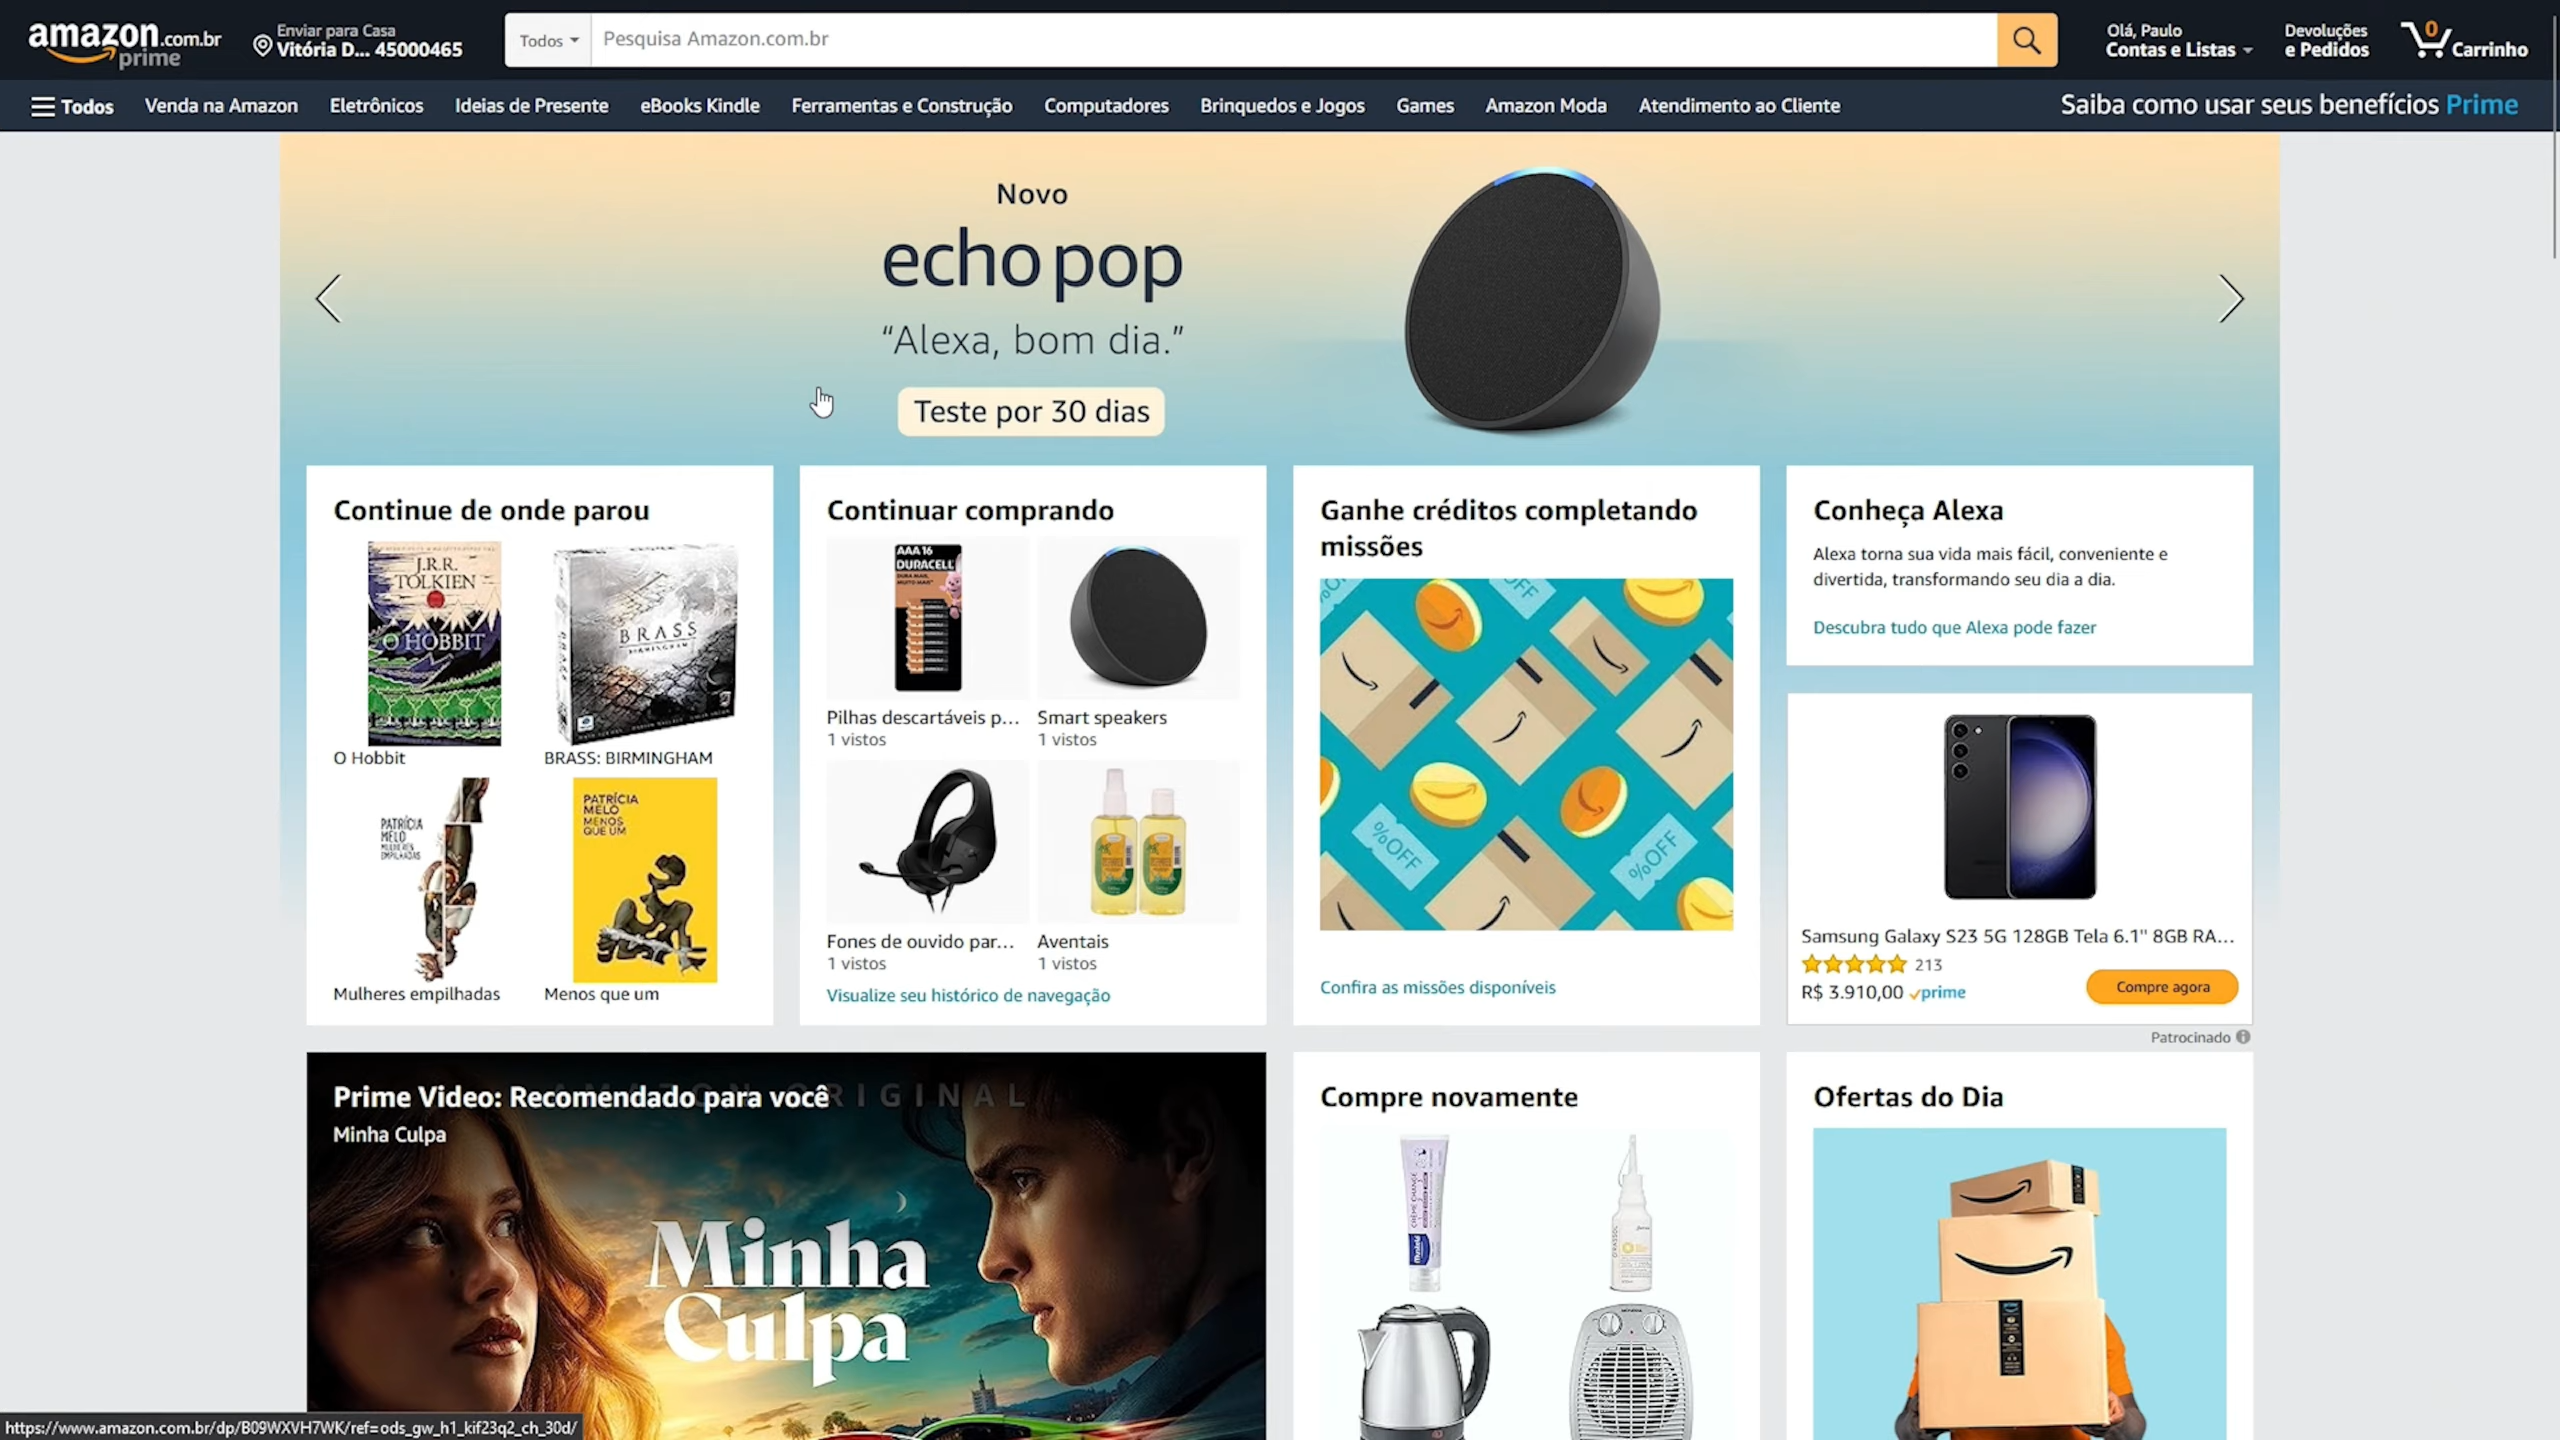 amazon.com.br
prime
Enviar para Casa
Vitória D... 45000465
Todos
Pesquisa Amazon.com.br
Olá, Paulo
Contas e Listas
Devoluções
e Pedidos
0
Carrinho
Todos
Venda na Amazon
Eletrônicos
Ideias de Presente
eBooks Kindle
Ferramentas e Construção
Computadores
Brinquedos e Jogos
Games
Amazon Moda
Atendimento ao Cliente
Saiba como usar seus benefícios Prime
Novo
echo pop
“Alexa, bom dia.”
Teste por 30 dias
Continue de onde parou
J.R.R.
TOLKIEN
O HOBBIT
BRASS
BIRMINGHAM
O Hobbit
BRASS: BIRMINGHAM
PATRÍCIA
MELO
MULHERES
EMPILHADAS
PATRÍCIA
MELO
MENOS
QUE UM
Mulheres empilhadas
Menos que um
Continuar comprando
AAA 16
DURACELL
DURA MAIS,
MUITO MAIS
Pilhas descartáveis p...
1 vistos
Smart speakers
1 vistos
Fones de ouvido par...
1 vistos
Aventais
1 vistos
Visualize seu histórico de navegação
Ganhe créditos completando
missões
%OFF
%OFF
Confira as missões disponíveis
Conheça Alexa
Alexa torna sua vida mais fácil, conveniente e
divertida, transformando seu dia a dia.
Descubra tudo que Alexa pode fazer
Samsung Galaxy S23 5G 128GB Tela 6.1" 8GB RA...
213
R$ 3.910,00 prime
Compre agora
Patrocinado
Prime Video: Recomendado para você
AMAZON ORIGINAL
Minha Culpa
Minha
Culpa
Compre novamente
CRÈME CHANGE
Mustela
Ofertas do Dia
https://www.amazon.com.br/dp/B09WXVH7WK/ref=ods_gw_h1_kif23q2_ch_30d/